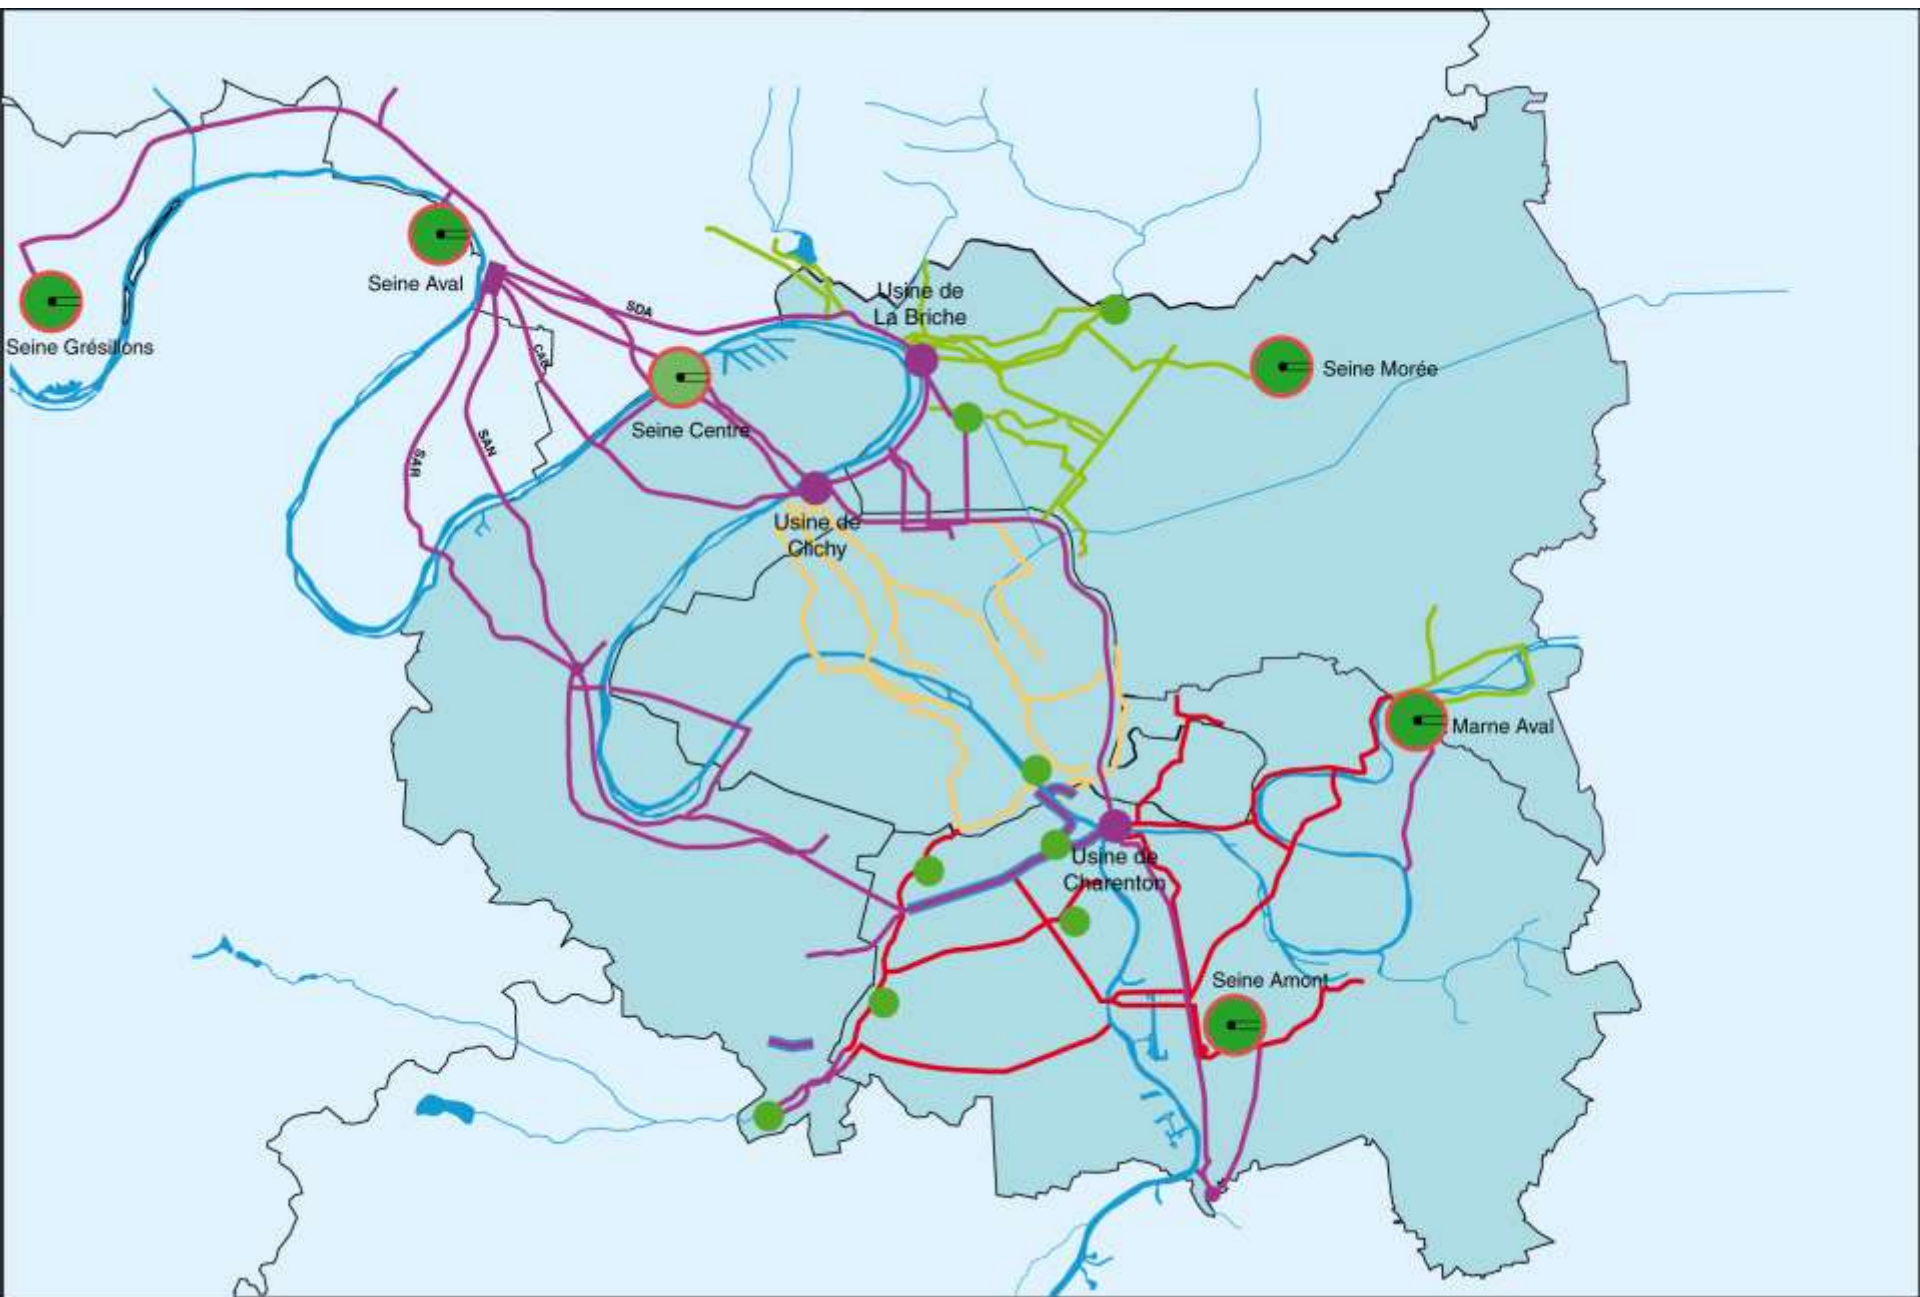 Usine de
La Briche
Seine Aval
SDA
Seine Grésillons
CAB
Seine Morée
Seine Centre
SAR
SAN
Usine de
Clichy
Marne Aval
Usine de
Charenton
Seine Amont